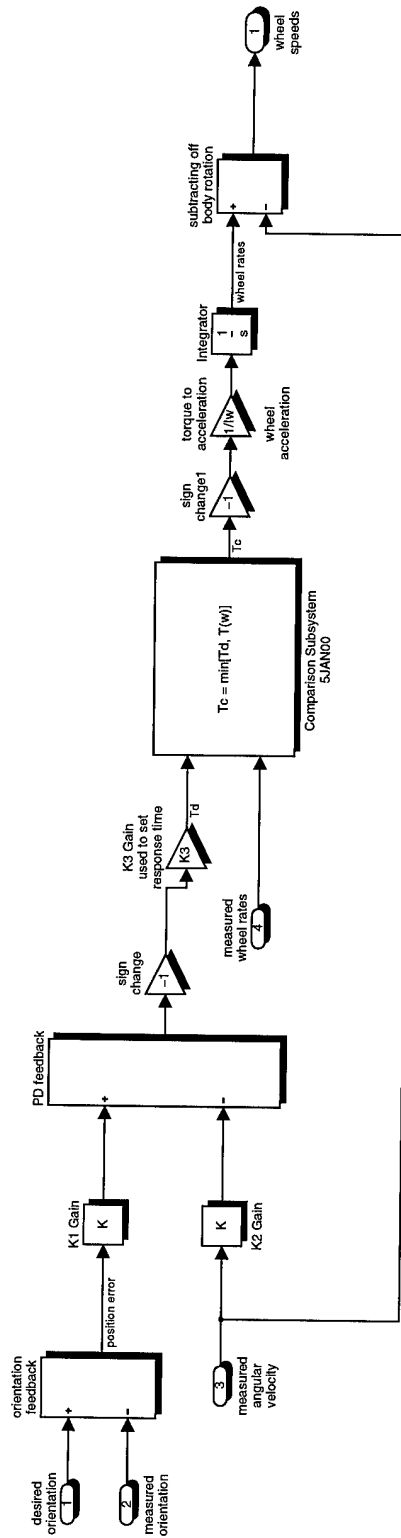 desired
orientation
1
2
measured
orientation
orientation
feedback
+
−
position error
K1 Gain
K
3
measured
angular
velocity
K
K2 Gain
PD feedback
+
−
sign
change
−1
K3 Gain
used to set
response time
K3
Td
measured
wheel rates
4
Tc = min[Td, T(w)]
Comparison Subsystem
5JAN00
Tc
sign
change1
−1
torque to
acceleration
1/Iw
wheel
acceleration
Integrator
1
s
wheel rates
subtracting off
body rotation
+
−
1
wheel
speeds